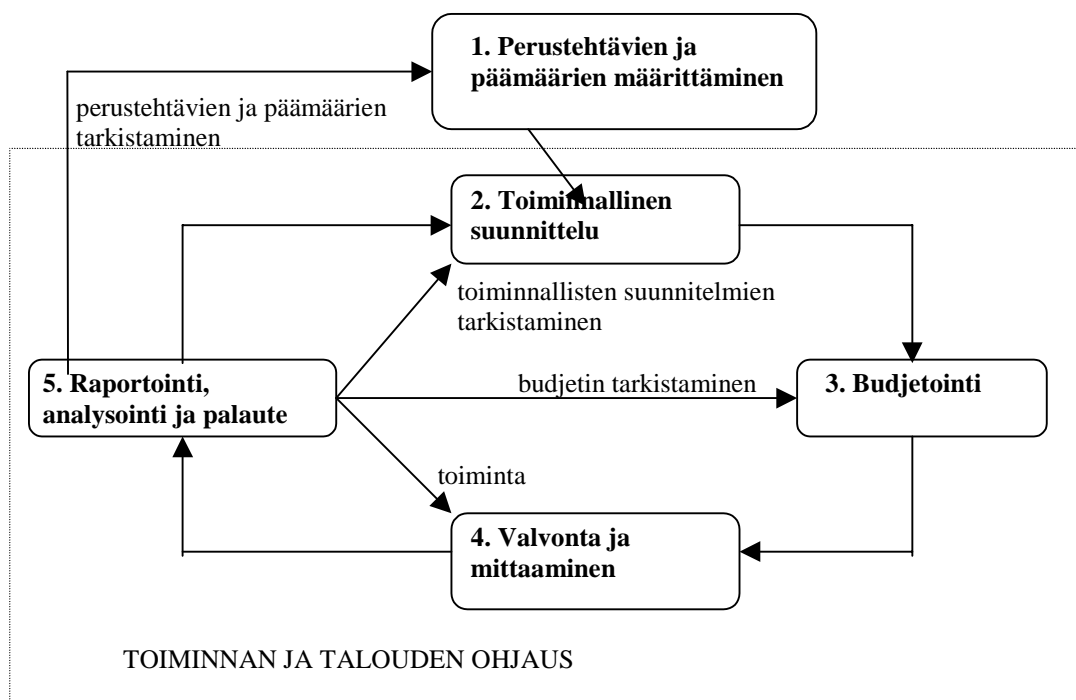 1. Perustehtävien ja
päämäärien määrittäminen
perustehtävien ja päämäärien
tarkistaminen
2. Toiminnallinen
suunnittelu
toiminnallisten suunnitelmien
tarkistaminen
5. Raportointi,
analysointi ja palaute
budjetin tarkistaminen
3. Budjetointi
toiminta
4. Valvonta ja
mittaaminen
TOIMINNAN JA TALOUDEN OHJAUS